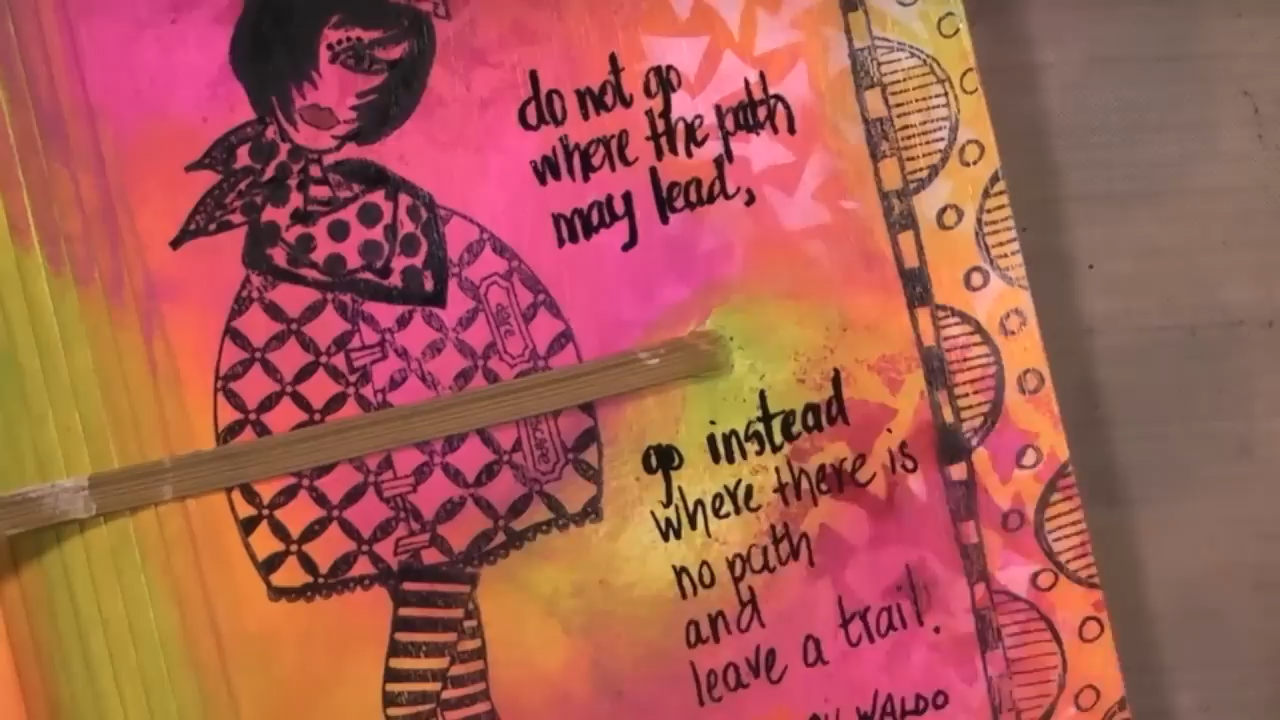 do not go
where the path
may lead,
dare
go instead
where there is
no path
and
leave a trail!
WALDO